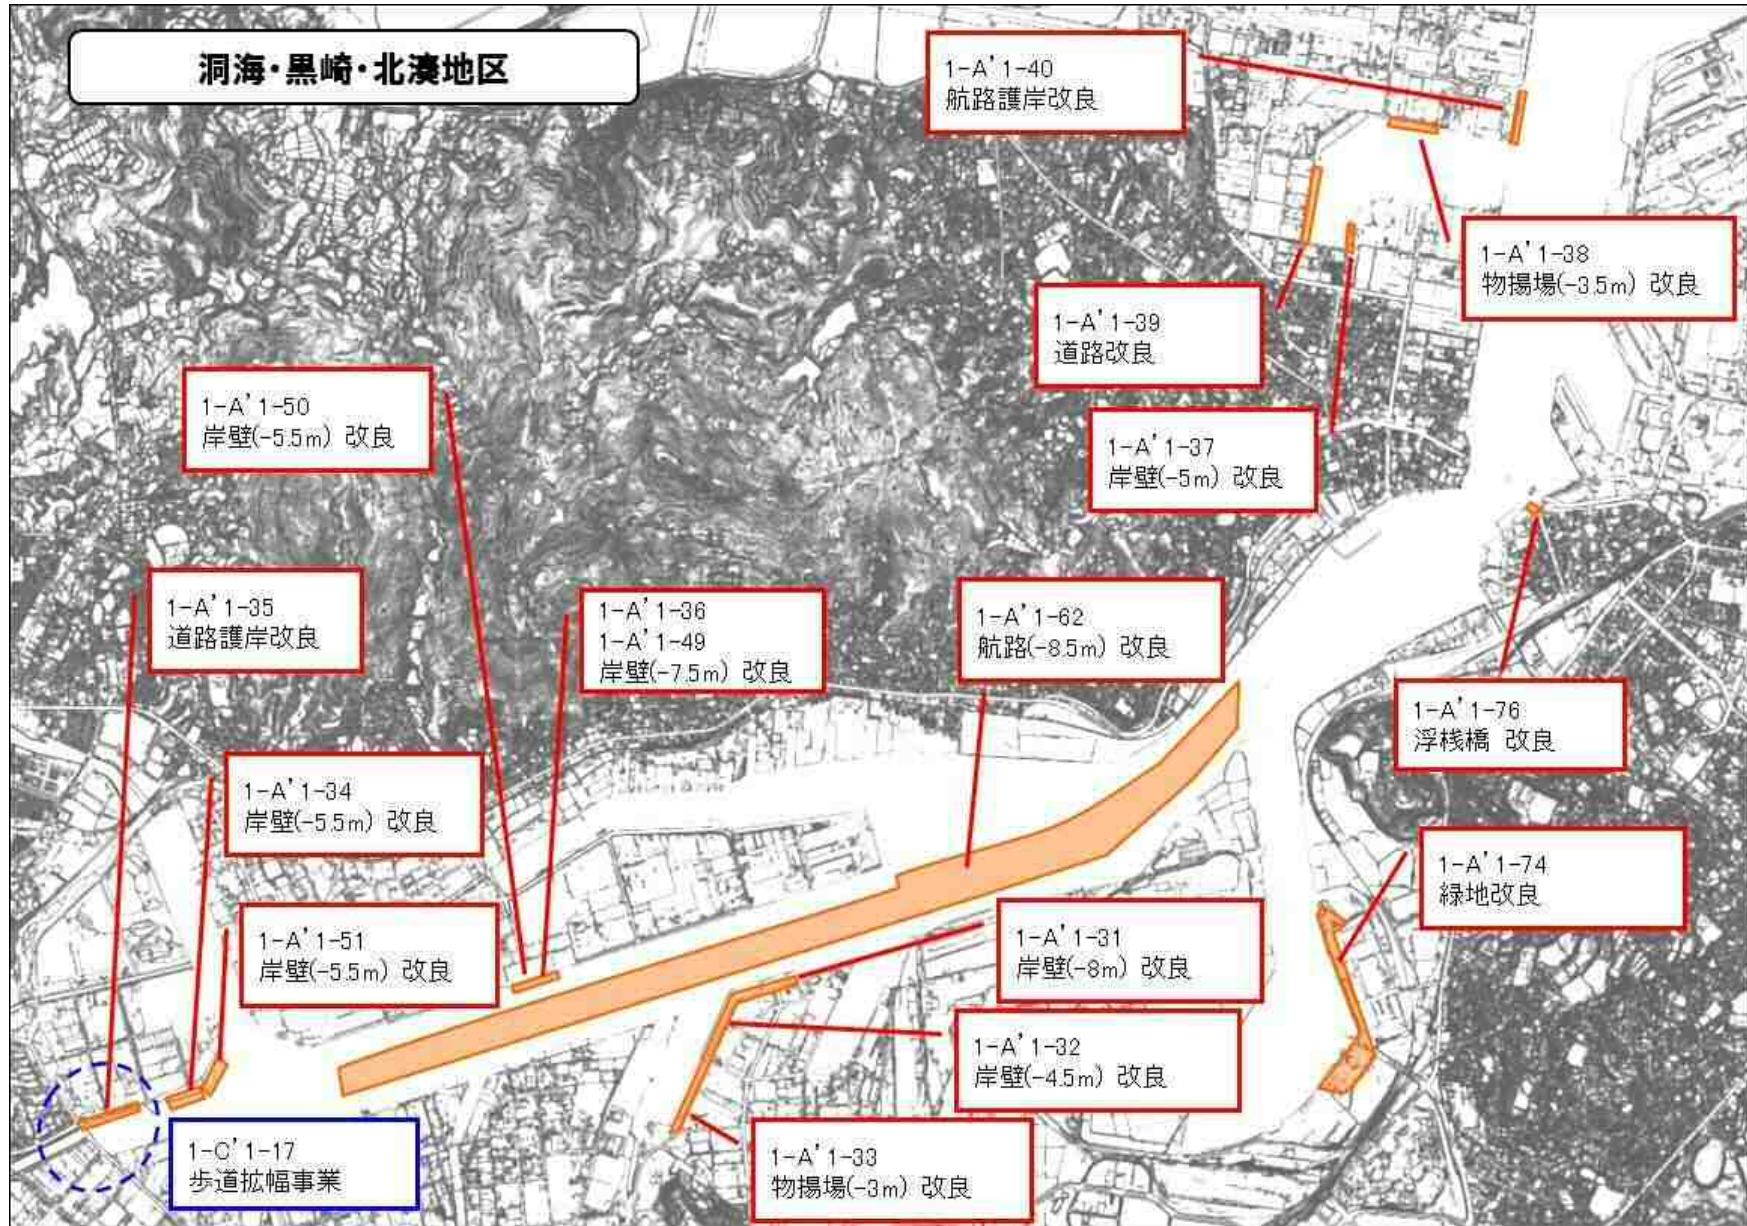 洞海・黒崎・北湊地区
1-A'1-40
航路護岸改良
1-A'1-38
物揚場(-3.5m) 改良
1-A'1-39
道路改良
1-A'1-37
岸壁(-5m) 改良
1-A'1-50
岸壁(-5.5m) 改良
1-A'1-35
道路護岸改良
1-A'1-36
1-A'1-49
岸壁(-7.5m) 改良
1-A'1-62
航路(-8.5m) 改良
1-A'1-76
浮桟橋 改良
1-A'1-34
岸壁(-5.5m) 改良
1-A'1-74
緑地改良
1-A'1-51
岸壁(-5.5m) 改良
1-A'1-31
岸壁(-8m) 改良
1-A'1-32
岸壁(-4.5m) 改良
1-C'1-17
歩道拡幅事業
1-A'1-33
物揚場(-3m) 改良